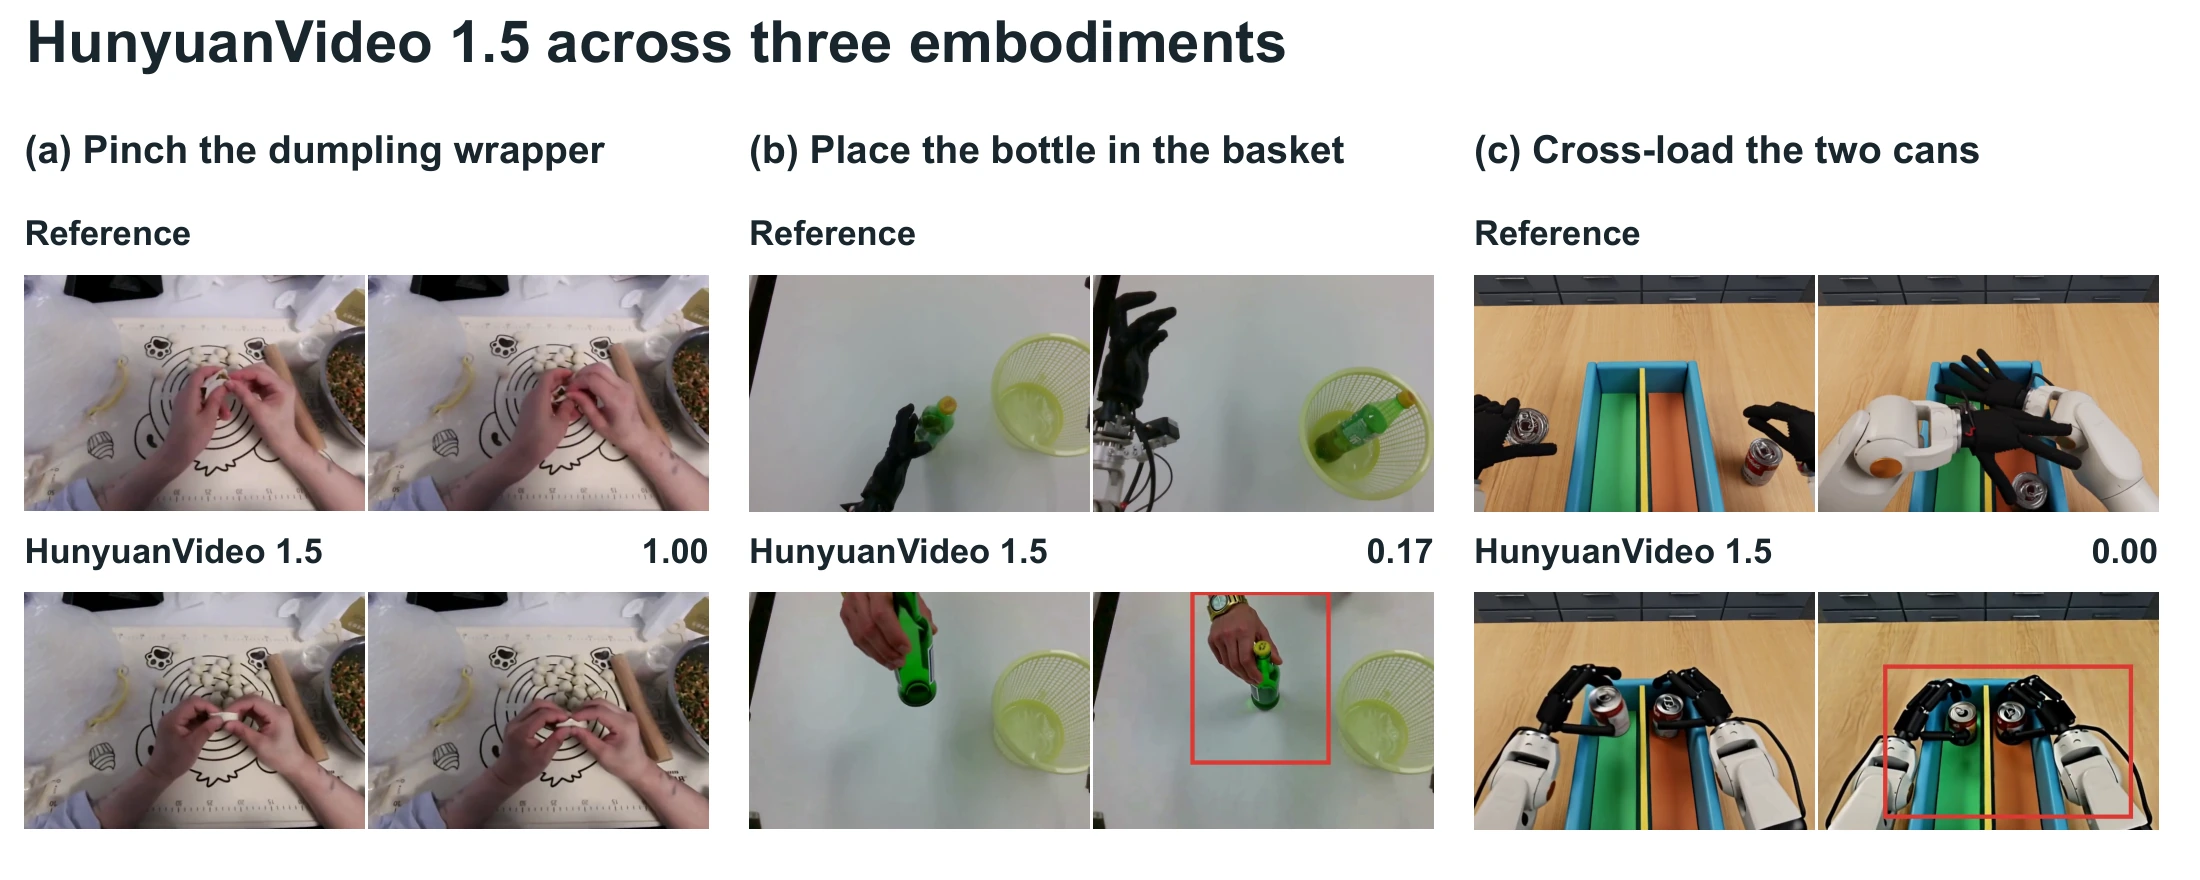 HunyuanVideo 1.5 across three embodiments
(a) Pinch the dumpling wrapper
Reference
HunyuanVideo 1.5 1.00
(b) Place the bottle in the basket
Reference
HunyuanVideo 1.5 0.17
(c) Cross-load the two cans
Reference
HunyuanVideo 1.5 0.00